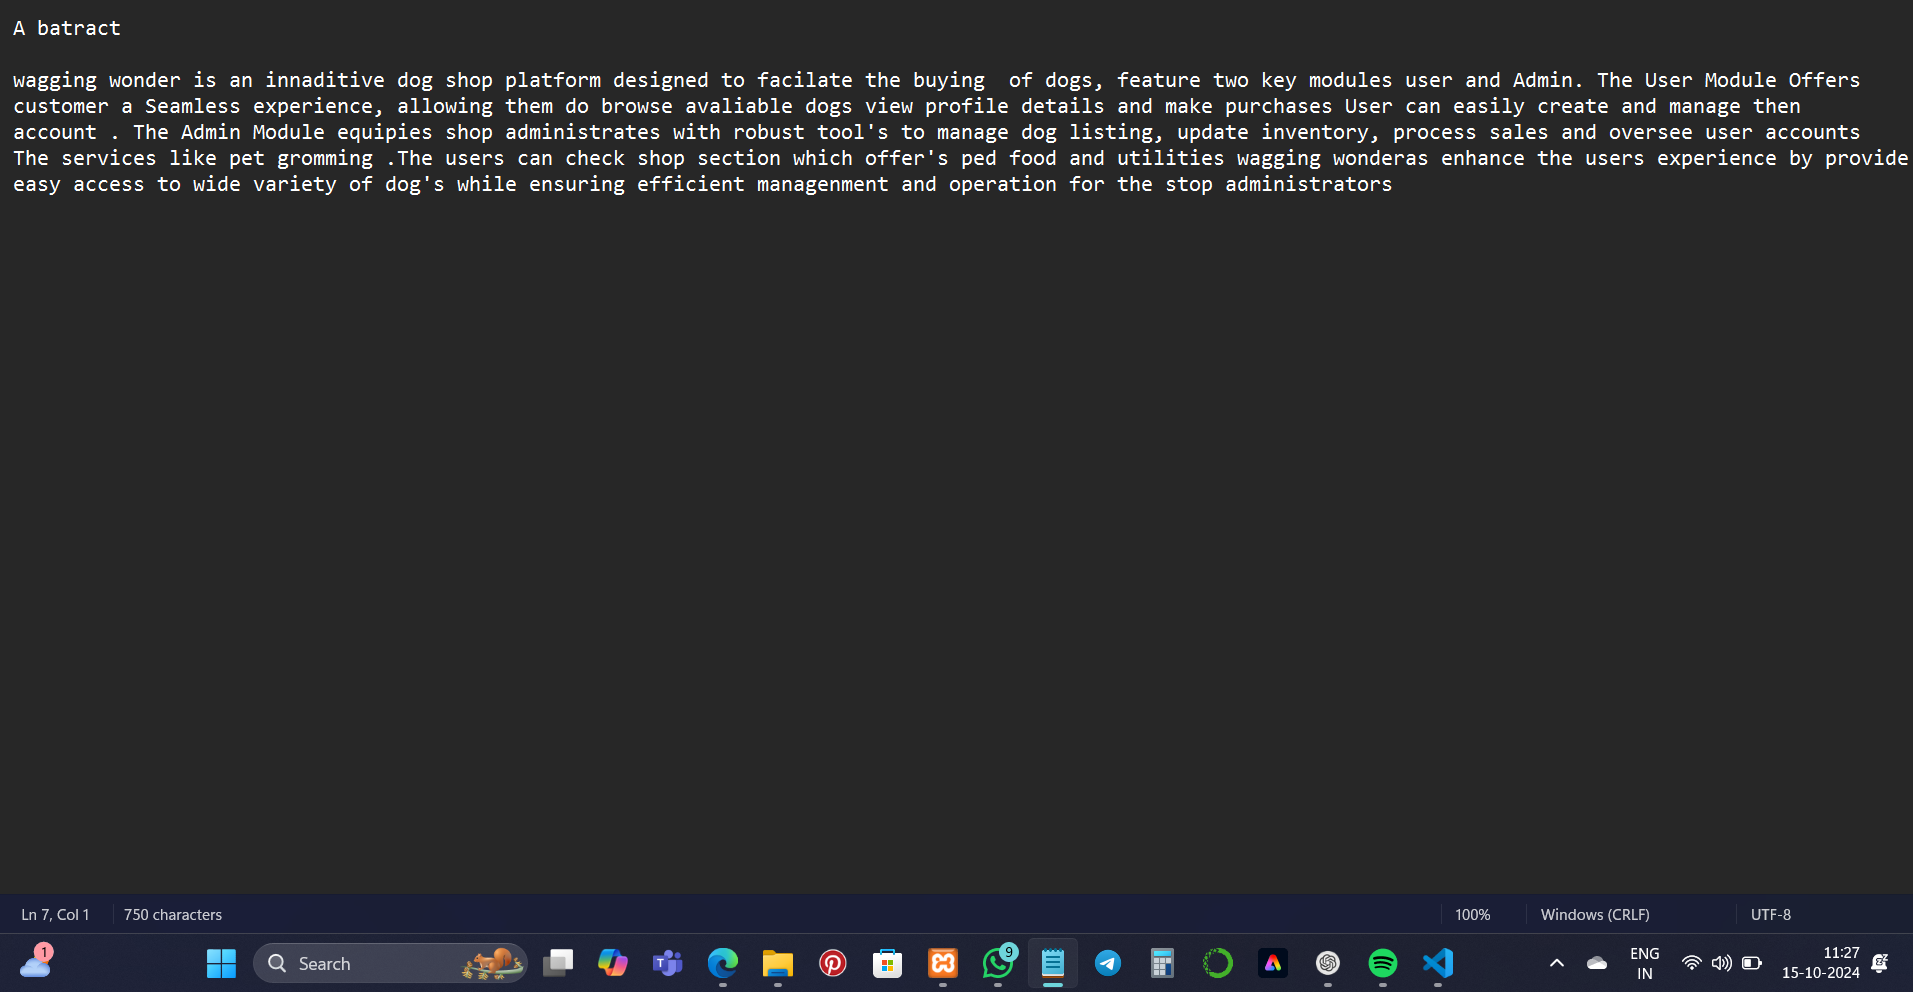 A batract
wagging wonder is an innaditive dog shop platform designed to facilate the buying  of dogs, feature two key modules user and Admin. The User Module Offers
customer a Seamless experience, allowing them do browse avaliable dogs view profile details and make purchases User can easily create and manage then
account . The Admin Module equipies shop administrates with robust tool's to manage dog listing, update inventory, process sales and oversee user accounts
The services like pet gromming .The users can check shop section which offer's ped food and utilities wagging wonderas enhance the users experience by provide
easy access to wide variety of dog's while ensuring efficient managenment and operation for the stop administrators
Ln 7, Col 1 750 characters 100% Windows (CRLF) UTF-8
1 Search 9 ENG 11:27
IN 15-10-2024